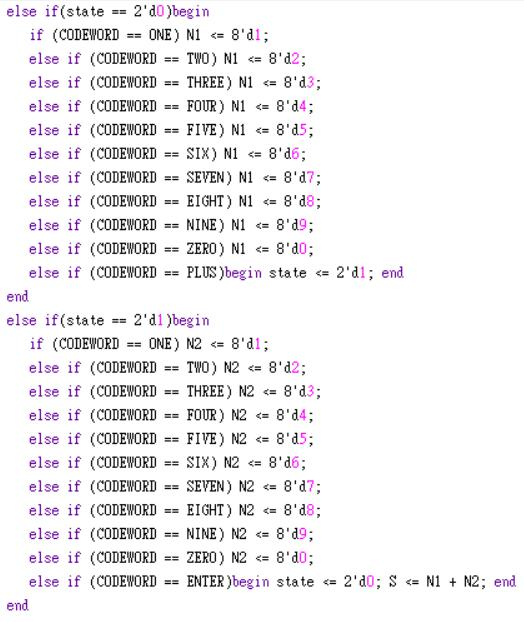 else if(state == 2'd0)begin
if (CODEWORD == ONE) N1 <= 8'd1;
else if (CODEWORD == TWO) N1 <= 8'd2;
else if (CODEWORD == THREE) N1 <= 8'd3;
else if (CODEWORD == FOUR) N1 <= 8'd4;
else if (CODEWORD == FIVE) N1 <= 8'd5;
else if (CODEWORD == SIX) N1 <= 8'd6;
else if (CODEWORD == SEVEN) N1 <= 8'd7;
else if (CODEWORD == EIGHT) N1 <= 8'd8;
else if (CODEWORD == NINE) N1 <= 8'd9;
else if (CODEWORD == ZERO) N1 <= 8'd0;
else if (CODEWORD == PLUS)begin state <= 2'd1; end
end
else if(state == 2'd1)begin
if (CODEWORD == ONE) N2 <= 8'd1;
else if (CODEWORD == TWO) N2 <= 8'd2;
else if (CODEWORD == THREE) N2 <= 8'd3;
else if (CODEWORD == FOUR) N2 <= 8'd4;
else if (CODEWORD == FIVE) N2 <= 8'd5;
else if (CODEWORD == SIX) N2 <= 8'd6;
else if (CODEWORD == SEVEN) N2 <= 8'd7;
else if (CODEWORD == EIGHT) N2 <= 8'd8;
else if (CODEWORD == NINE) N2 <= 8'd9;
else if (CODEWORD == ZERO) N2 <= 8'd0;
else if (CODEWORD == ENTER)begin state <= 2'd0; S <= N1 + N2; end
end